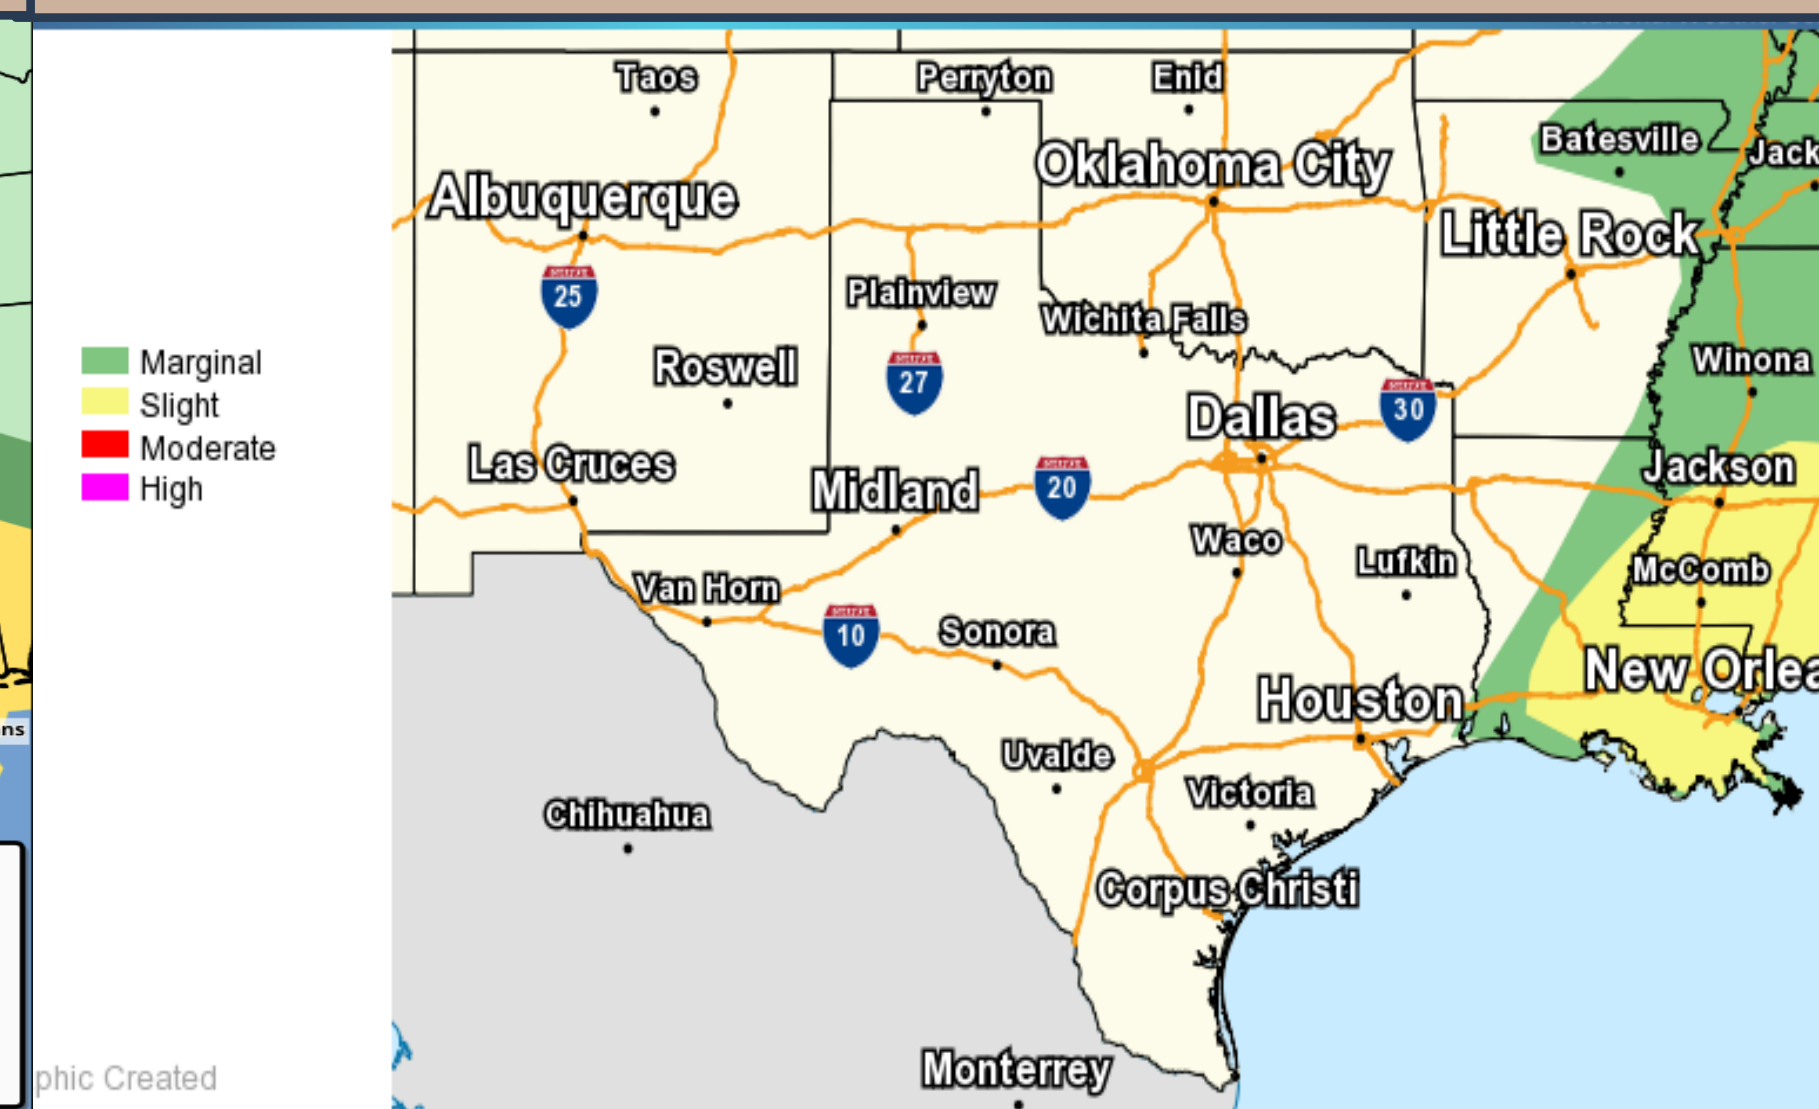 Taos
Perryton
Enid
Batesville
Jack
Oklahoma City
Albuquerque
Little Rock
25
Plainview
Wichita Falls
Winona
Marginal
Roswell
27
Slight
Dallas
30
Moderate
Las Cruces
Jackson
High
Midland
20
Waco
Lufkin
McComb
Van Horn
10
Sonora
New Orlea
Houston
ns
Uvalde
Victoria
Chihuahua
Corpus Christi
Monterrey
phic Created